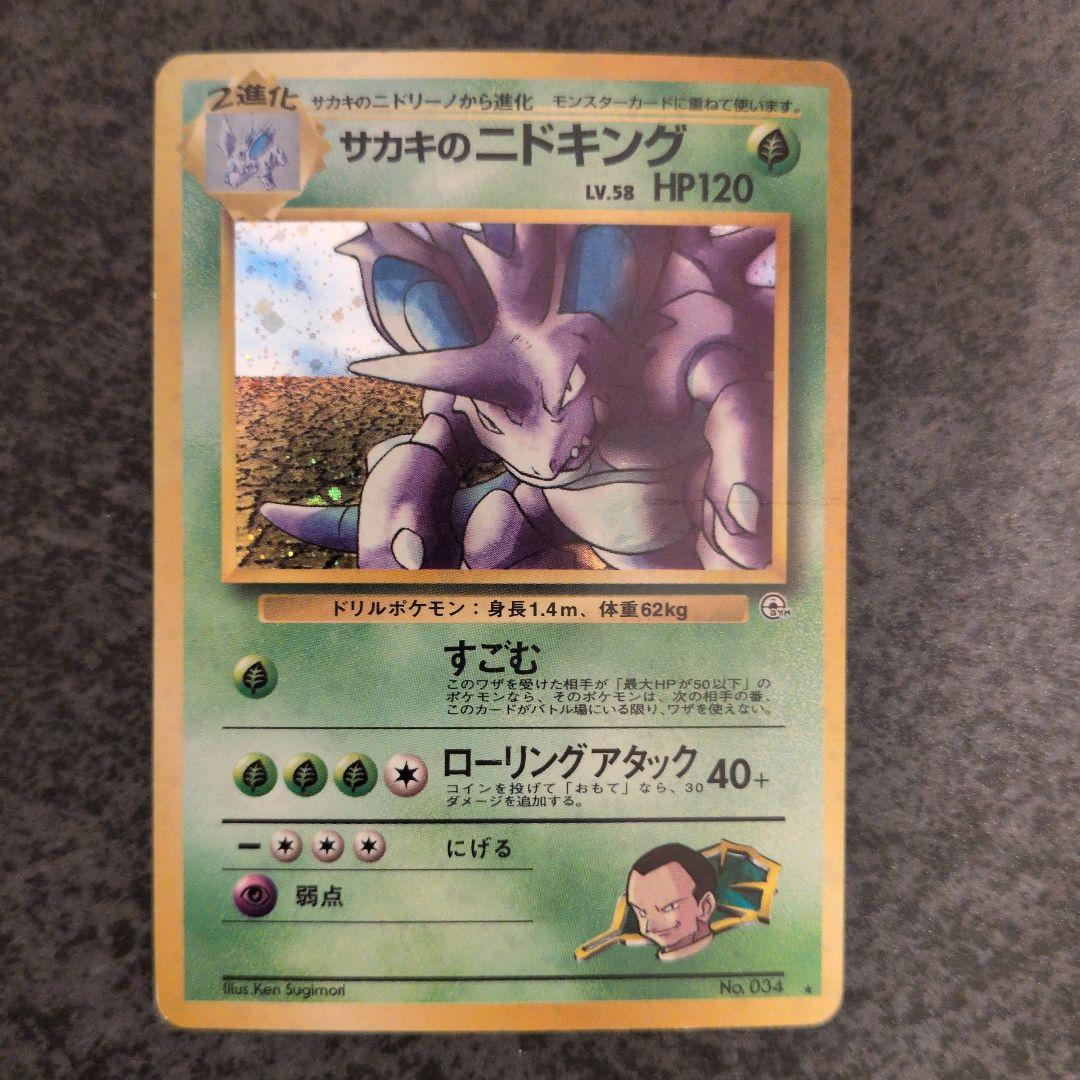 2進化 サカキのニドリーノから進化 モンスターカードに重ねて使います。
サカキのニドキング
LV.58 HP120
ドリルポケモン：身長1.4m、体重62kg
GYM
すごむ
このワザを受けた相手が「最大HPが50以下」の
ポケモンなら、そのポケモンは、次の相手の番、
このカードがバトル場にいる限り、ワザを使えない。
ローリングアタック 40+
コインを投げて「おもて」なら、30
ダメージを追加する。
ー にげる
弱点
Illus. Ken Sugimori No. 034 ★